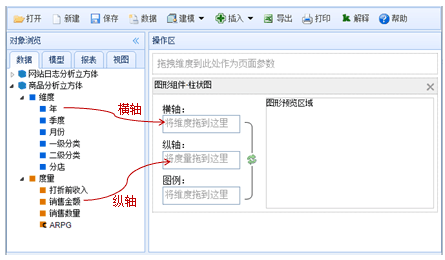 打开 新建 保存 数据 建模 插入 导出 打印 解释 帮助
对象浏览
数据 模型 报表 视图
网站日志分析立方体
商品分析立方体
维度
年
季度
月份
一级分类
二级分类
分店
度量
打折前收入
销售金额
销售数量
ARPG
横轴
纵轴
操作区
拖拽维度到此处作为页面参数
图形组件-柱状图
横轴：
将维度拖到这里
纵轴：
将度量拖到这里
图例：
将维度拖到这里
图形预览区域